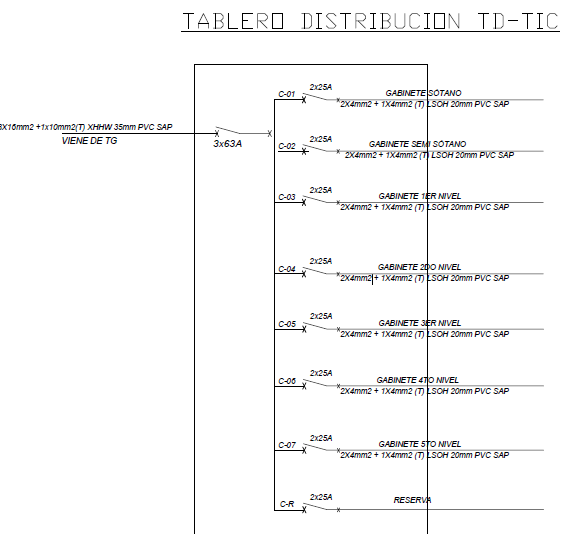 TABLERO DISTRIBUCION TD-TIC
C-01 2x25A GABINETE SÓTANO
2X4mm2 + 1X4mm2 (T) LSOH 20mm PVC SAP
3X16mm2 +1x10mm2(T) XHHW 35mm PVC SAP
VIENE DE TG
3x63A
C-02 2x25A GABINETE SEMI SÓTANO
2X4mm2 + 1X4mm2 (T) LSOH 20mm PVC SAP
C-03 2x25A GABINETE 1ER NIVEL
2X4mm2 + 1X4mm2 (T) LSOH 20mm PVC SAP
C-04 2x25A GABINETE 2DO NIVEL
2X4mm2 + 1X4mm2 (T) LSOH 20mm PVC SAP
C-05 2x25A GABINETE 3ER NIVEL
2X4mm2 + 1X4mm2 (T) LSOH 20mm PVC SAP
C-06 2x25A GABINETE 4TO NIVEL
2X4mm2 + 1X4mm2 (T) LSOH 20mm PVC SAP
C-07 2x25A GABINETE 5TO NIVEL
2X4mm2 + 1X4mm2 (T) LSOH 20mm PVC SAP
C-R 2x25A RESERVA